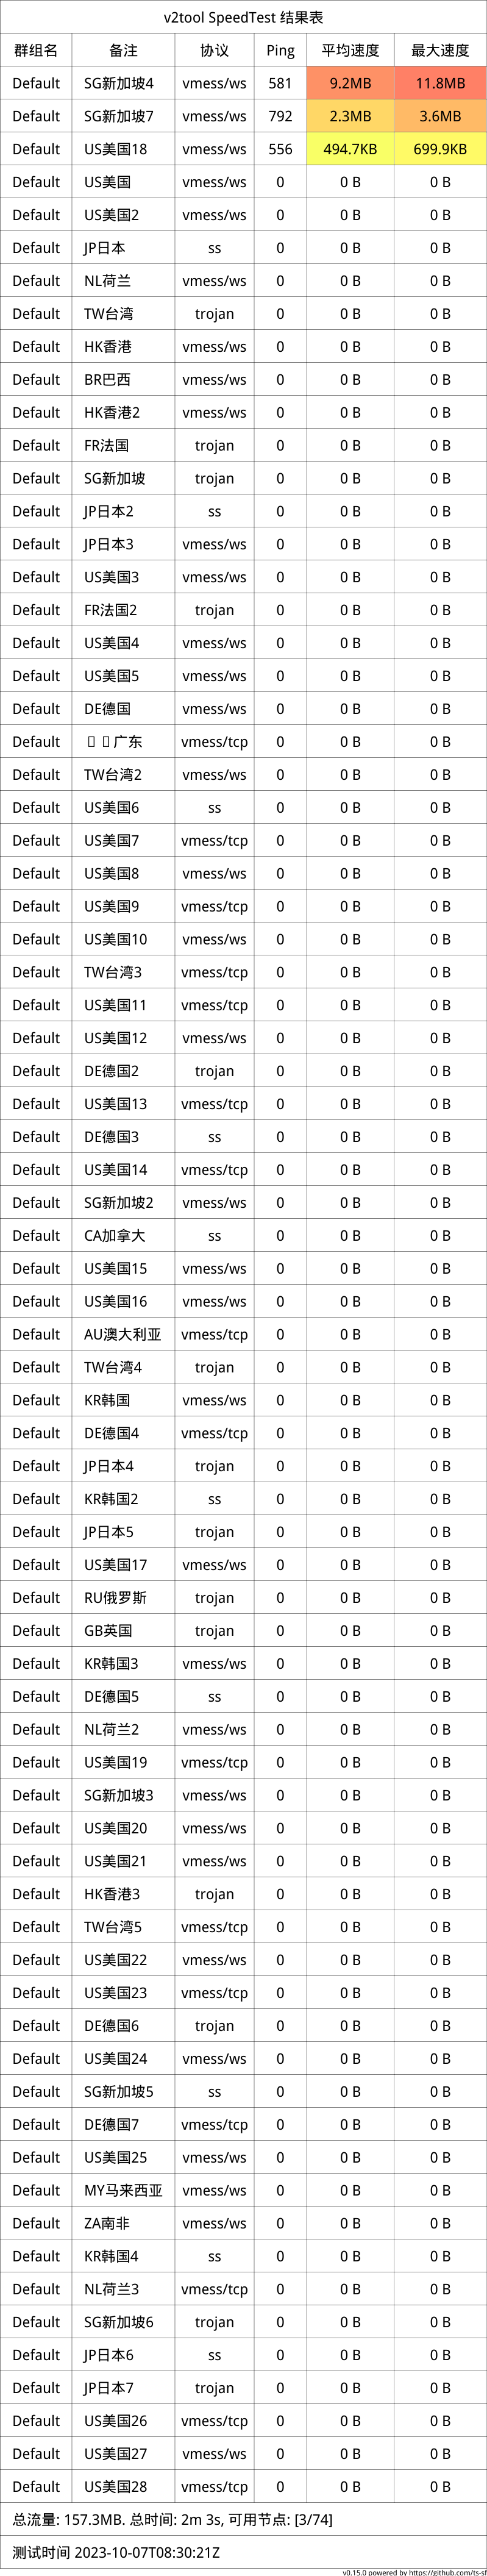 v2tool SpeedTest 结果表
群组名 备注 协议 Ping 平均速度 最大速度
Default SG新加坡4 vmess/ws 581 9.2MB 11.8MB
Default SG新加坡7 vmess/ws 792 2.3MB 3.6MB
Default US美国18 vmess/ws 556 494.7KB 699.9KB
Default US美国 vmess/ws 0 0 B 0 B
Default US美国2 vmess/ws 0 0 B 0 B
Default JP日本 ss 0 0 B 0 B
Default NL荷兰 vmess/ws 0 0 B 0 B
Default TW台湾 trojan 0 0 B 0 B
Default HK香港 vmess/ws 0 0 B 0 B
Default BR巴西 vmess/ws 0 0 B 0 B
Default HK香港2 vmess/ws 0 0 B 0 B
Default FR法国 trojan 0 0 B 0 B
Default SG新加坡 trojan 0 0 B 0 B
Default JP日本2 ss 0 0 B 0 B
Default JP日本3 vmess/ws 0 0 B 0 B
Default US美国3 vmess/ws 0 0 B 0 B
Default FR法国2 trojan 0 0 B 0 B
Default US美国4 vmess/ws 0 0 B 0 B
Default US美国5 vmess/ws 0 0 B 0 B
Default DE德国 vmess/ws 0 0 B 0 B
Default 广东 vmess/tcp 0 0 B 0 B
Default TW台湾2 vmess/ws 0 0 B 0 B
Default US美国6 ss 0 0 B 0 B
Default US美国7 vmess/tcp 0 0 B 0 B
Default US美国8 vmess/ws 0 0 B 0 B
Default US美国9 vmess/tcp 0 0 B 0 B
Default US美国10 vmess/ws 0 0 B 0 B
Default TW台湾3 vmess/tcp 0 0 B 0 B
Default US美国11 vmess/tcp 0 0 B 0 B
Default US美国12 vmess/ws 0 0 B 0 B
Default DE德国2 trojan 0 0 B 0 B
Default US美国13 vmess/tcp 0 0 B 0 B
Default DE德国3 ss 0 0 B 0 B
Default US美国14 vmess/tcp 0 0 B 0 B
Default SG新加坡2 vmess/ws 0 0 B 0 B
Default CA加拿大 ss 0 0 B 0 B
Default US美国15 vmess/ws 0 0 B 0 B
Default US美国16 vmess/ws 0 0 B 0 B
Default AU澳大利亚 vmess/tcp 0 0 B 0 B
Default TW台湾4 trojan 0 0 B 0 B
Default KR韩国 vmess/ws 0 0 B 0 B
Default DE德国4 vmess/tcp 0 0 B 0 B
Default JP日本4 trojan 0 0 B 0 B
Default KR韩国2 ss 0 0 B 0 B
Default JP日本5 trojan 0 0 B 0 B
Default US美国17 vmess/ws 0 0 B 0 B
Default RU俄罗斯 trojan 0 0 B 0 B
Default GB英国 trojan 0 0 B 0 B
Default KR韩国3 vmess/ws 0 0 B 0 B
Default DE德国5 ss 0 0 B 0 B
Default NL荷兰2 vmess/ws 0 0 B 0 B
Default US美国19 vmess/tcp 0 0 B 0 B
Default SG新加坡3 vmess/ws 0 0 B 0 B
Default US美国20 vmess/ws 0 0 B 0 B
Default US美国21 vmess/ws 0 0 B 0 B
Default HK香港3 trojan 0 0 B 0 B
Default TW台湾5 vmess/tcp 0 0 B 0 B
Default US美国22 vmess/ws 0 0 B 0 B
Default US美国23 vmess/tcp 0 0 B 0 B
Default DE德国6 trojan 0 0 B 0 B
Default US美国24 vmess/ws 0 0 B 0 B
Default SG新加坡5 ss 0 0 B 0 B
Default DE德国7 vmess/tcp 0 0 B 0 B
Default US美国25 vmess/ws 0 0 B 0 B
Default MY马来西亚 vmess/ws 0 0 B 0 B
Default ZA南非 vmess/ws 0 0 B 0 B
Default KR韩国4 ss 0 0 B 0 B
Default NL荷兰3 vmess/tcp 0 0 B 0 B
Default SG新加坡6 trojan 0 0 B 0 B
Default JP日本6 ss 0 0 B 0 B
Default JP日本7 trojan 0 0 B 0 B
Default US美国26 vmess/tcp 0 0 B 0 B
Default US美国27 vmess/ws 0 0 B 0 B
Default US美国28 vmess/tcp 0 0 B 0 B
总流量: 157.3MB. 总时间: 2m 3s, 可用节点: [3/74]
测试时间 2023-10-07T08:30:21Z
v0.15.0 powered by https://github.com/ts-sf